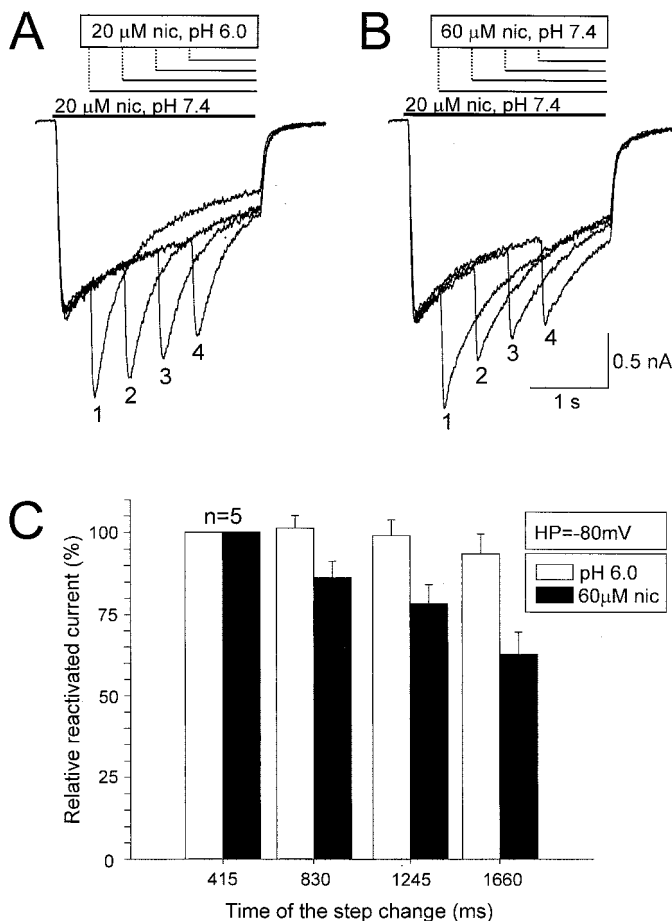 A
20 µM nic, pH 6.0
20 µM nic, pH 7.4
1
2
3
4
B
60 µM nic, pH 7.4
20 µM nic, pH 7.4
1
2
3
4
0.5 nA
1 s
C
Relative reactivated current (%)
100
75
50
25
0
n=5
HP=-80mV
pH 6.0
60µM nic
415
830
1245
1660
Time of the step change (ms)